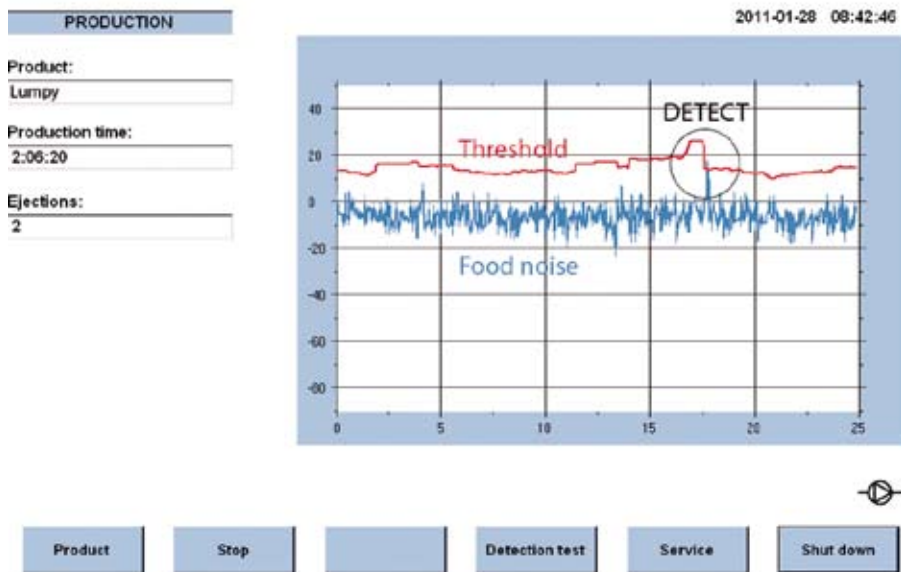 PRODUCTION
2011-01-28 08:42:46
Product:
Lumpy
Production time:
2:06:20
Ejections:
2
40
20
0
-20
-40
-60
-80
DETECT
Threshold
Food noise
0 5 10 15 20 25
Product
Stop
Detection test
Service
Shut down